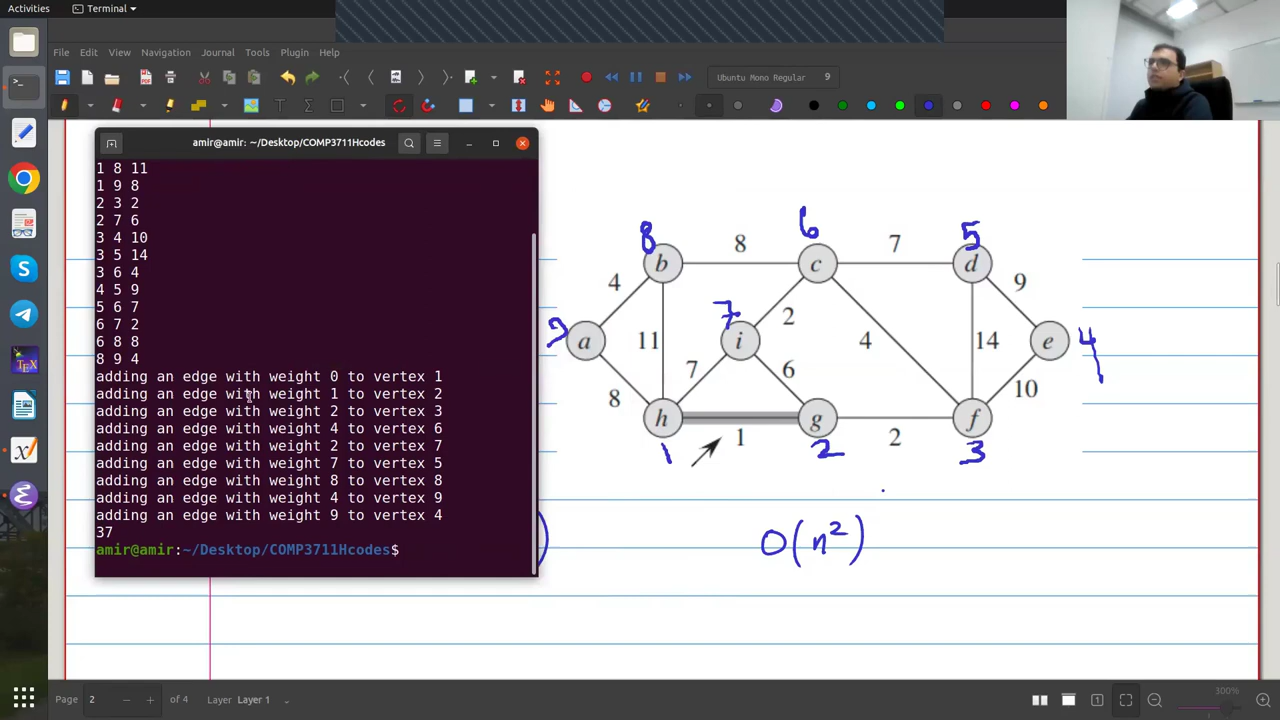 Activities
Terminal
File Edit View Navigation Journal Tools Plugin Help
Ubuntu Mono Regular 9
amir@amir: ~/Desktop/COMP3711Hcodes
1 8 11
1 9 8
2 3 2
2 7 6
3 4 10
3 5 14
3 6 4
4 5 9
5 6 7
6 7 2
6 8 8
8 9 4
adding an edge with weight 0 to vertex 1
adding an edge with weight 1 to vertex 2
adding an edge with weight 2 to vertex 3
adding an edge with weight 4 to vertex 6
adding an edge with weight 2 to vertex 7
adding an edge with weight 7 to vertex 5
adding an edge with weight 8 to vertex 8
adding an edge with weight 4 to vertex 9
adding an edge with weight 9 to vertex 4
37
amir@amir:~/Desktop/COMP3711Hcodes$
8 6 5
b 8 c 7 d
4 7 2 9
9 a 11 i 4 14 e 4
8 7 6 10
h 1 g 2 f
1 2 3
O(n²)
Page 2 of 4 Layer Layer 1
300%